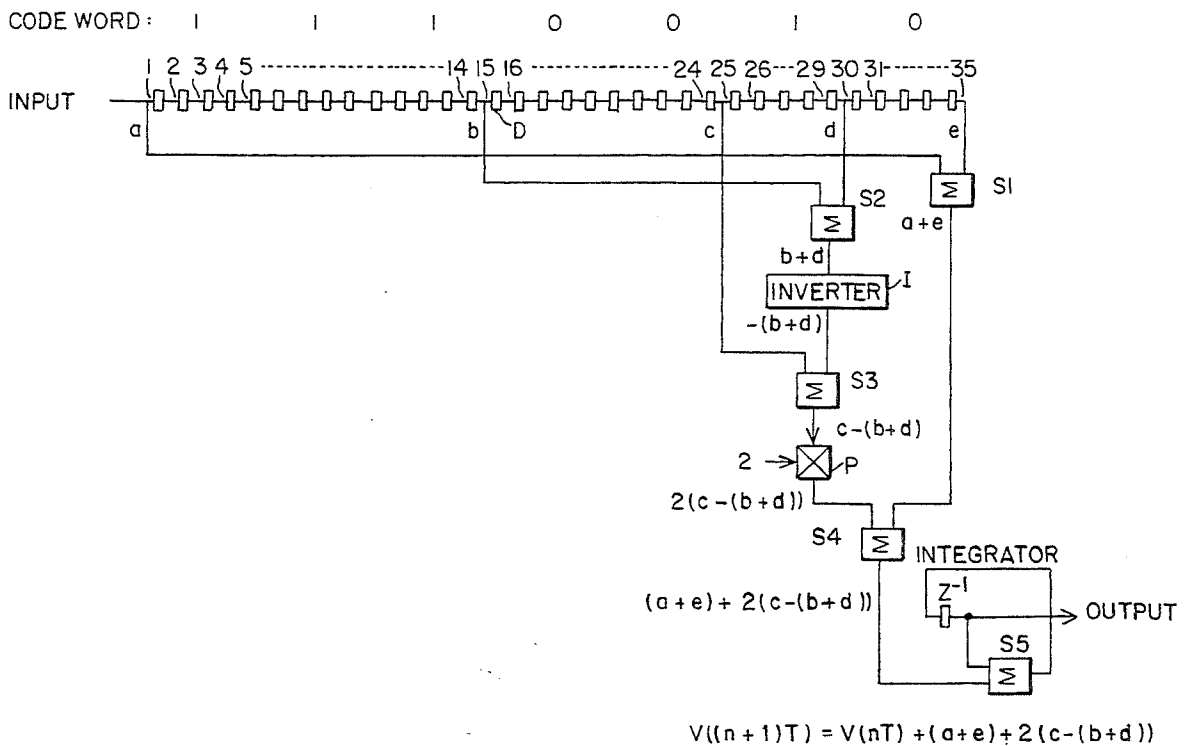 CODE WORD: 1 1 1 0 0 1 0
1 2 3 4 5 14 15 16 24 25 26 29 30 31 35
INPUT
a b D c d e
Σ S1
S2
Σ
a+e
b+d
INVERTER I
-(b+d)
Σ S3
c-(b+d)
2 P
2(c-(b+d))
S4 Σ
INTEGRATOR
Z⁻¹
(a+e)+2(c-(b+d))
OUTPUT
S5
Σ
V((n+1)T) = V(nT)+(a+e)+2(c-(b+d))